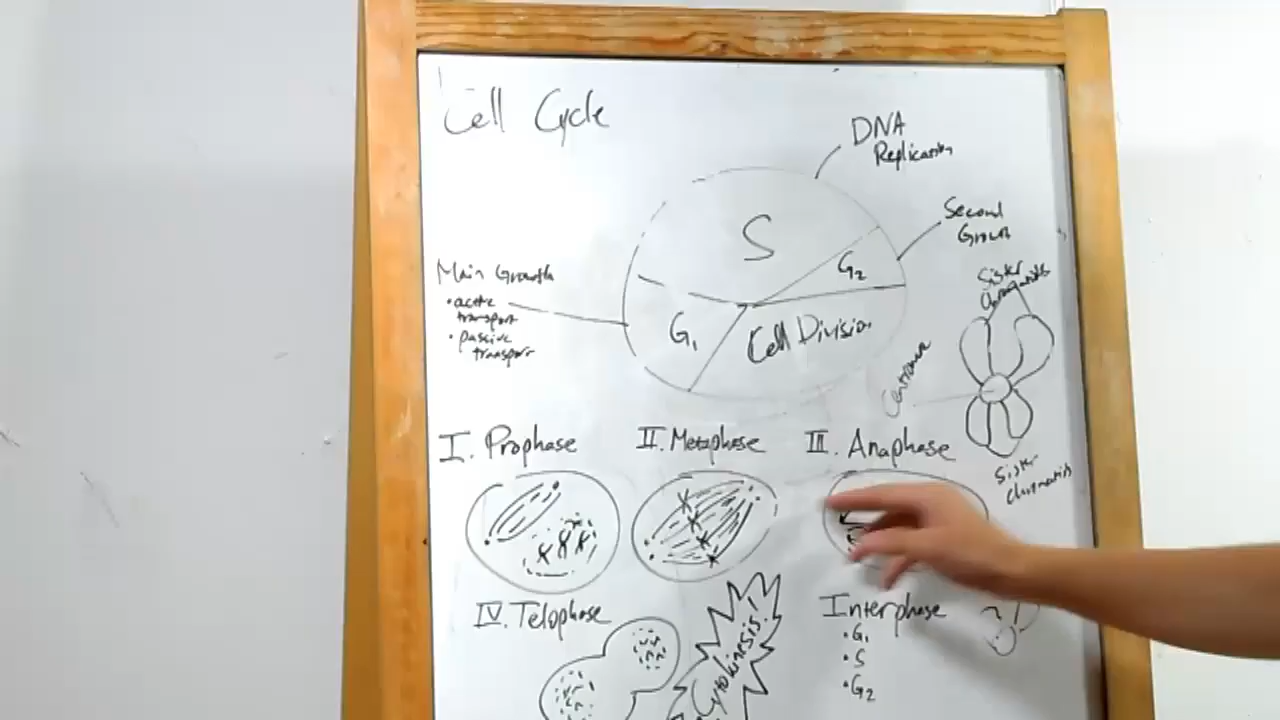 Cell Cycle
DNA
Replication
S
Second
Growth
G₂
Main Growth
• active
transport
• passive
transport
G₁
Cell Division
Sister
Chromatids
I. Prophase
II. Metaphase
III. Anaphase
Sister
chromatids
IV. Telophase
Cytokinesis!
Interphase
• G₁
• S
• G₂